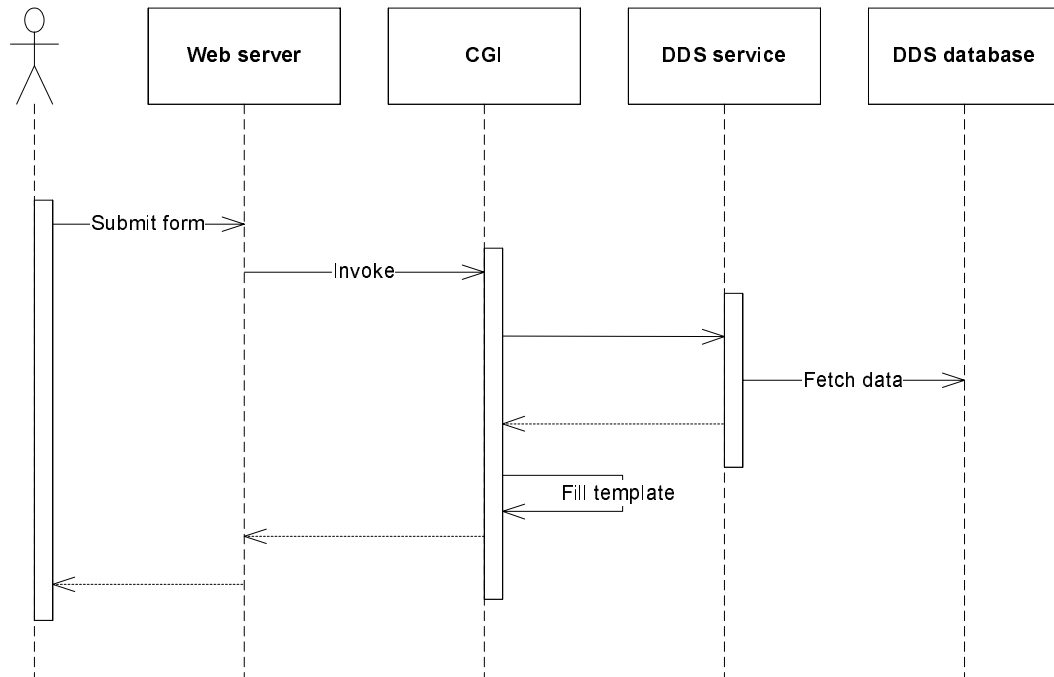 Web server
CGI
DDS service
DDS database
Submit form
Invoke
Fetch data
Fill template